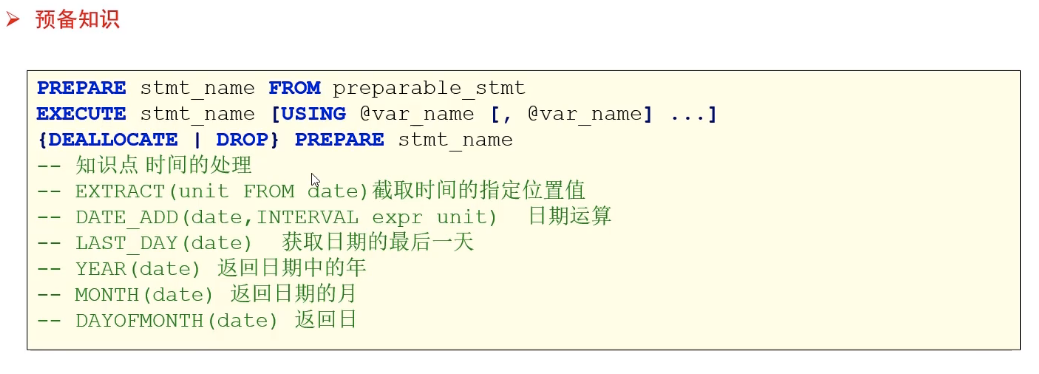 ➢ 预备知识
PREPARE stmt_name FROM preparable_stmt
EXECUTE stmt_name [USING @var_name [, @var_name] ...]
{DEALLOCATE | DROP} PREPARE stmt_name
-- 知识点 时间的处理
-- EXTRACT(unit FROM date)截取时间的指定位置值
-- DATE_ADD(date,INTERVAL expr unit)  日期运算
-- LAST_DAY(date)  获取日期的最后一天
-- YEAR(date) 返回日期中的年
-- MONTH(date) 返回日期的月
-- DAYOFMONTH(date) 返回日